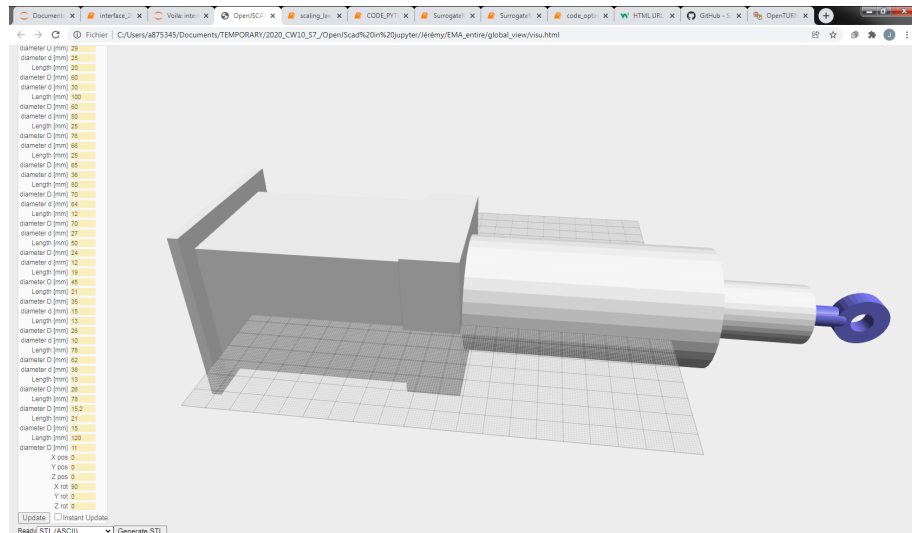 Document
interface_2
Voilà: inter
OpenJSCA
scaling_law
CODE_PYT
Surrogate
Surrogate
code_optim
HTML URL
GitHub - S
OpenTURN
Fichier | C:/Users/a875345/Documents/TEMPORARY/2020_CW10_S7_/OpenJScad%20in%20jupyter/Jérémy/EMA_entire/global_view/visu.html
J
diameter D [mm] 29
diameter d [mm] 25
Length [mm] 20
diameter D [mm] 60
diameter d [mm] 30
Length [mm] 100
diameter D [mm] 60
diameter d [mm] 50
Length [mm] 25
diameter D [mm] 76
diameter d [mm] 66
Length [mm] 25
diameter D [mm] 65
diameter d [mm] 36
Length [mm] 80
diameter D [mm] 70
diameter d [mm] 64
Length [mm] 12
diameter D [mm] 70
diameter d [mm] 27
Length [mm] 50
diameter D [mm] 24
diameter d [mm] 12
Length [mm] 19
diameter D [mm] 45
Length [mm] 21
diameter D [mm] 35
diameter d [mm] 15
Length [mm] 13
diameter D [mm] 26
diameter d [mm] 10
Length [mm] 78
diameter D [mm] 62
diameter d [mm] 38
Length [mm] 13
diameter D [mm] 26
Length [mm] 78
diameter D [mm] 15,2
Length [mm] 21
diameter D [mm] 15
Length [mm] 120
diameter D [mm] 11
X pos 0
Y pos 0
Z pos 0
X rot 90
Y rot 0
Z rot 0
Update Instant Update
Ready STL (ASCII) Generate STL